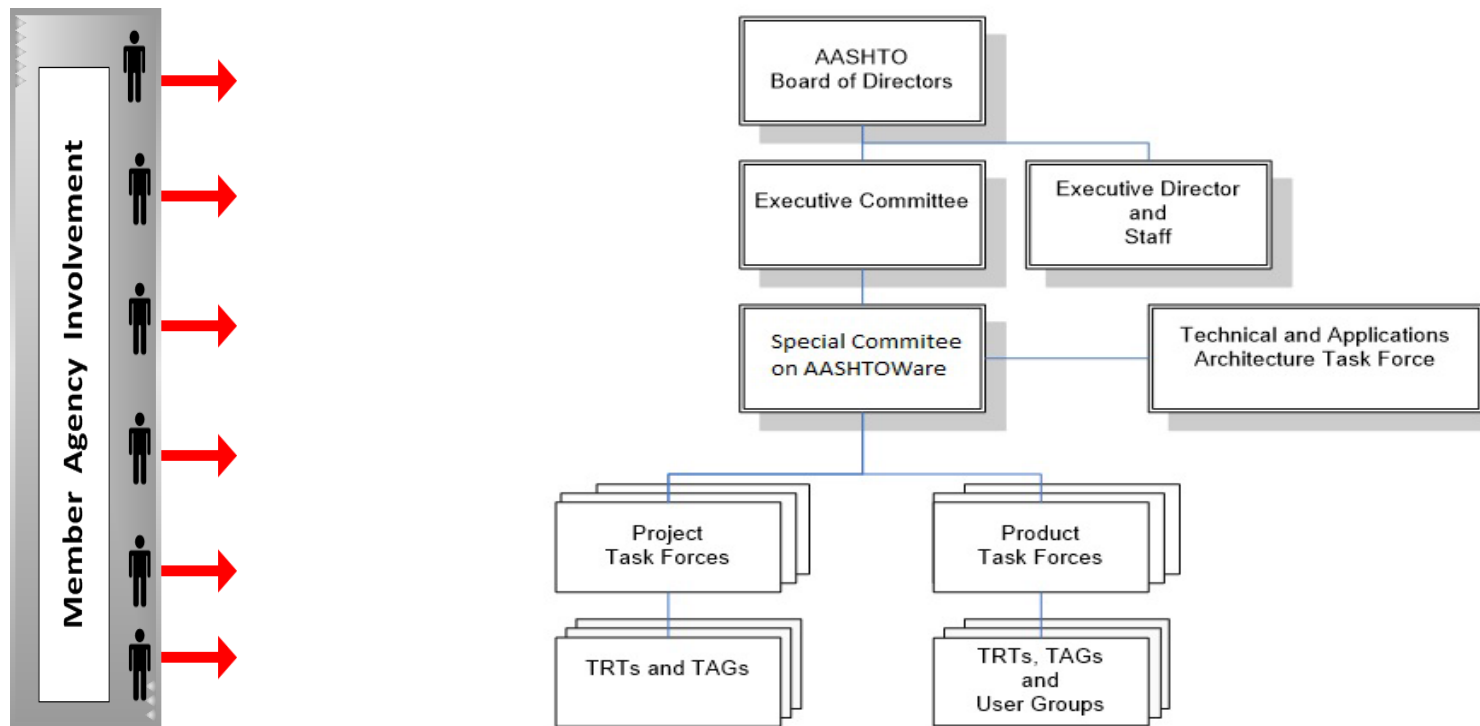 Member Agency Involvement
AASHTO
Board of Directors
Executive Committee
Executive Director
and
Staff
Special Commitee
on AASHTOWare
Technical and Applications
Architecture Task Force
Project
Task Forces
Product
Task Forces
TRTs and TAGs
TRTs, TAGs
and
User Groups